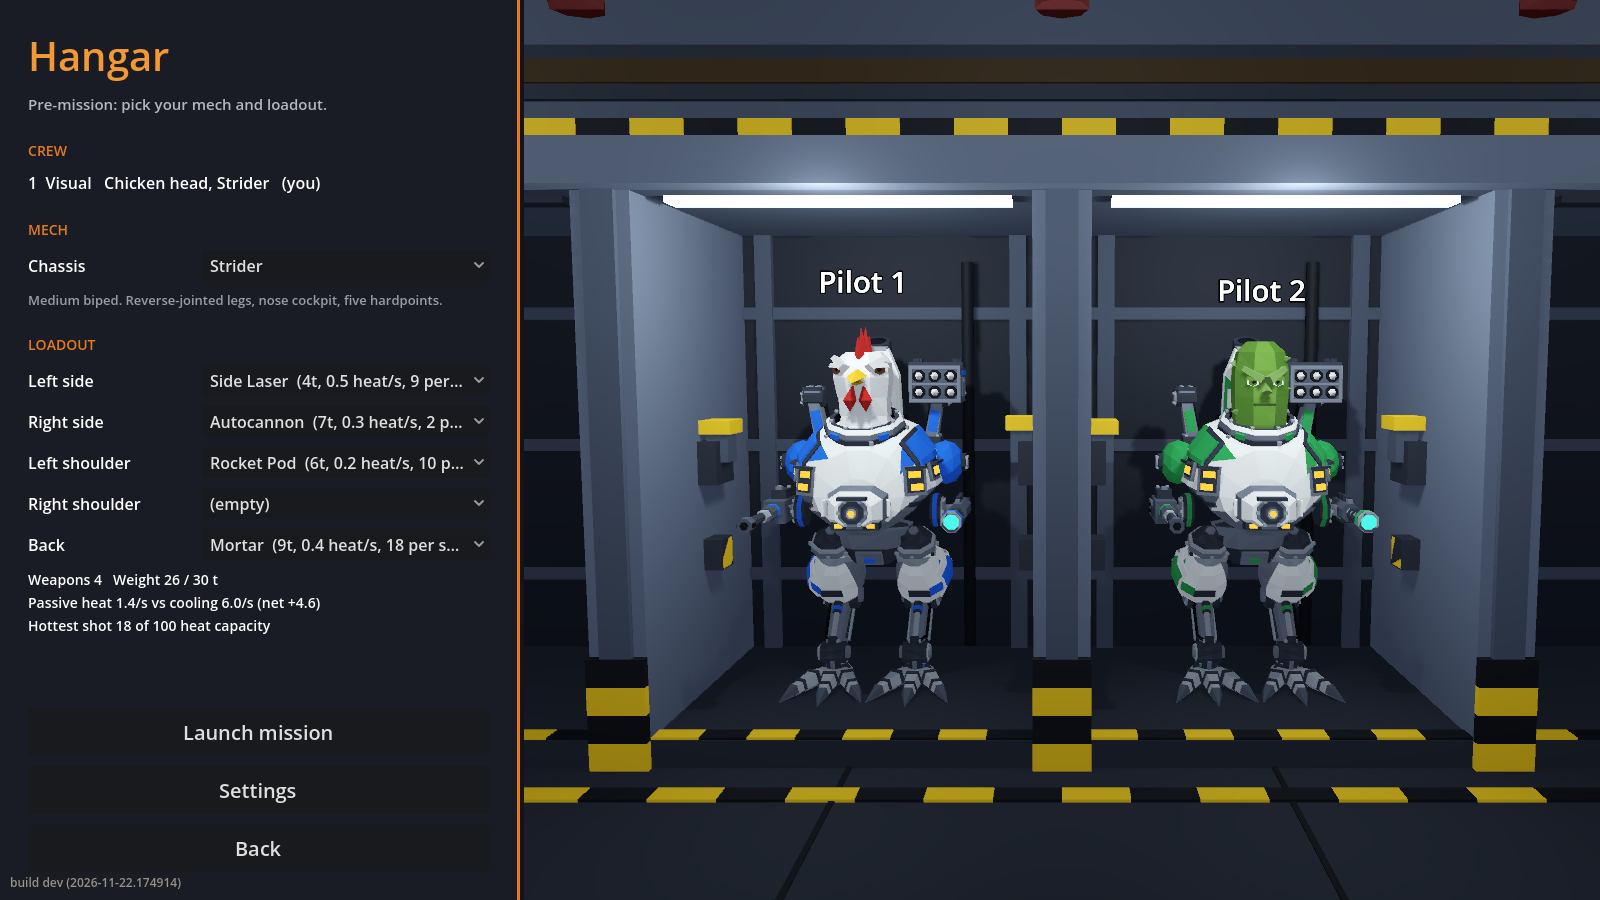 Hangar
Pre-mission: pick your mech and loadout.
CREW
1 Visual Chicken head, Strider (you)
MECH
Chassis Strider
Medium biped. Reverse-jointed legs, nose cockpit, five hardpoints.
LOADOUT
Left side Side Laser (4t, 0.5 heat/s, 9 per...
Right side Autocannon (7t, 0.3 heat/s, 2 p...
Left shoulder Rocket Pod (6t, 0.2 heat/s, 10 p...
Right shoulder (empty)
Back Mortar (9t, 0.4 heat/s, 18 per s...
Weapons 4 Weight 26 / 30 t
Passive heat 1.4/s vs cooling 6.0/s (net +4.6)
Hottest shot 18 of 100 heat capacity
Launch mission
Settings
Back
build dev (2026-11-22.174914)
Pilot 1
Pilot 2